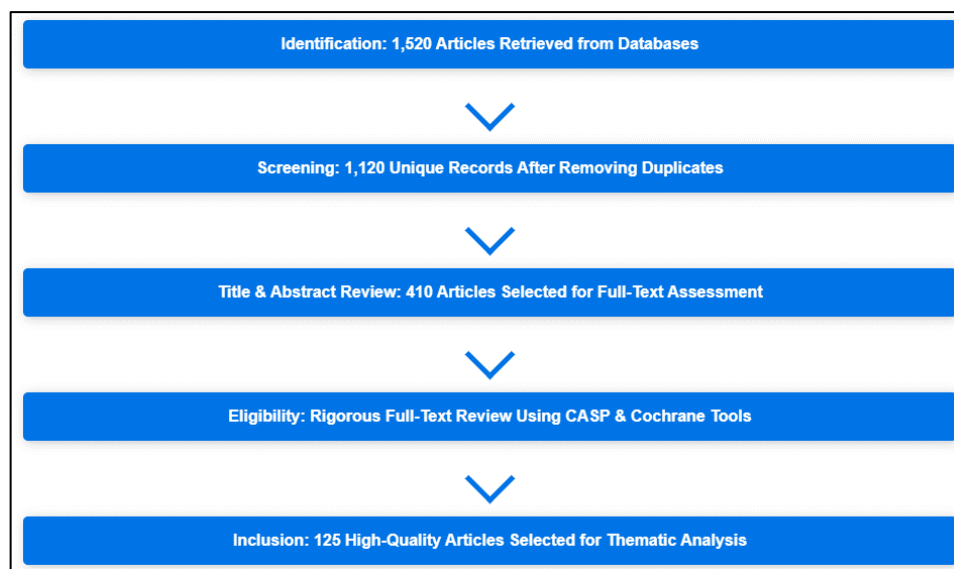 Identification: 1,520 Articles Retrieved from Databases
Screening: 1,120 Unique Records After Removing Duplicates
Title & Abstract Review: 410 Articles Selected for Full-Text Assessment
Eligibility: Rigorous Full-Text Review Using CASP & Cochrane Tools
Inclusion: 125 High-Quality Articles Selected for Thematic Analysis